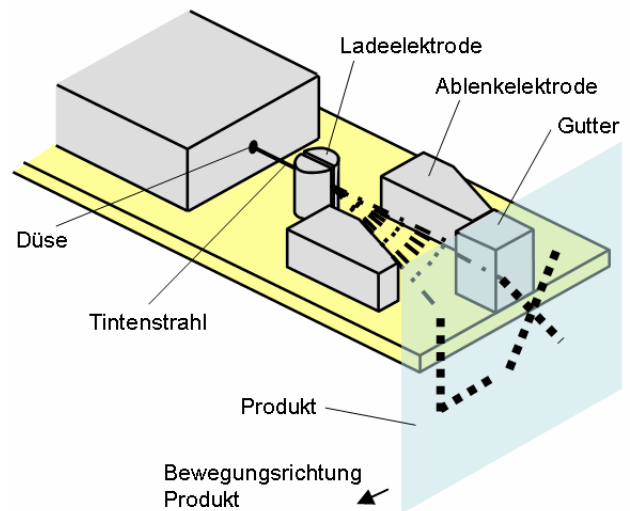 Ladeelektrode
Ablenkelektrode
Gutter
Düse
Tintenstrahl
Produkt
Bewegungsrichtung
Produkt